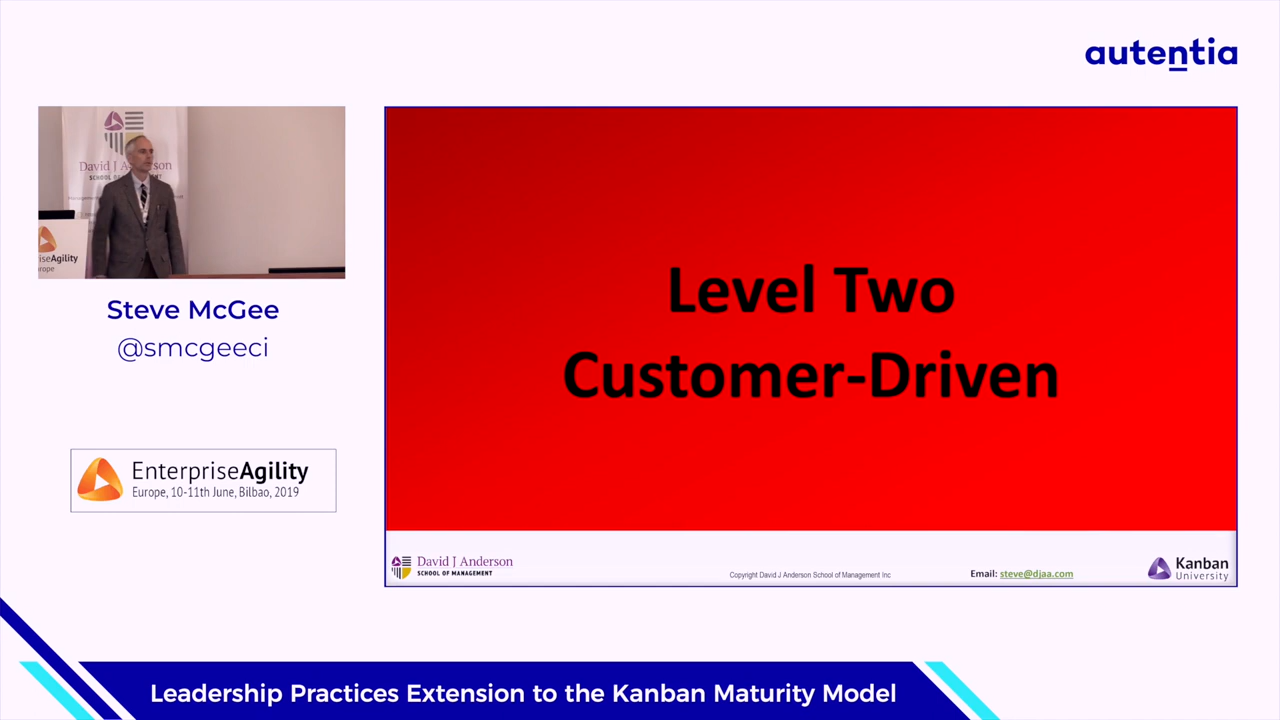 autentia
David J Anderson
SCHOOL OF MANAGEMENT
iseAgility
urope
Steve McGee
@smcgeeci
EnterpriseAgility
Europe, 10-11th June, Bilbao, 2019
Level Two
Customer-Driven
David J Anderson
SCHOOL OF MANAGEMENT
Copyright David J Anderson School of Management Inc
Email: steve@djaa.com
Kanban
University
Leadership Practices Extension to the Kanban Maturity Model